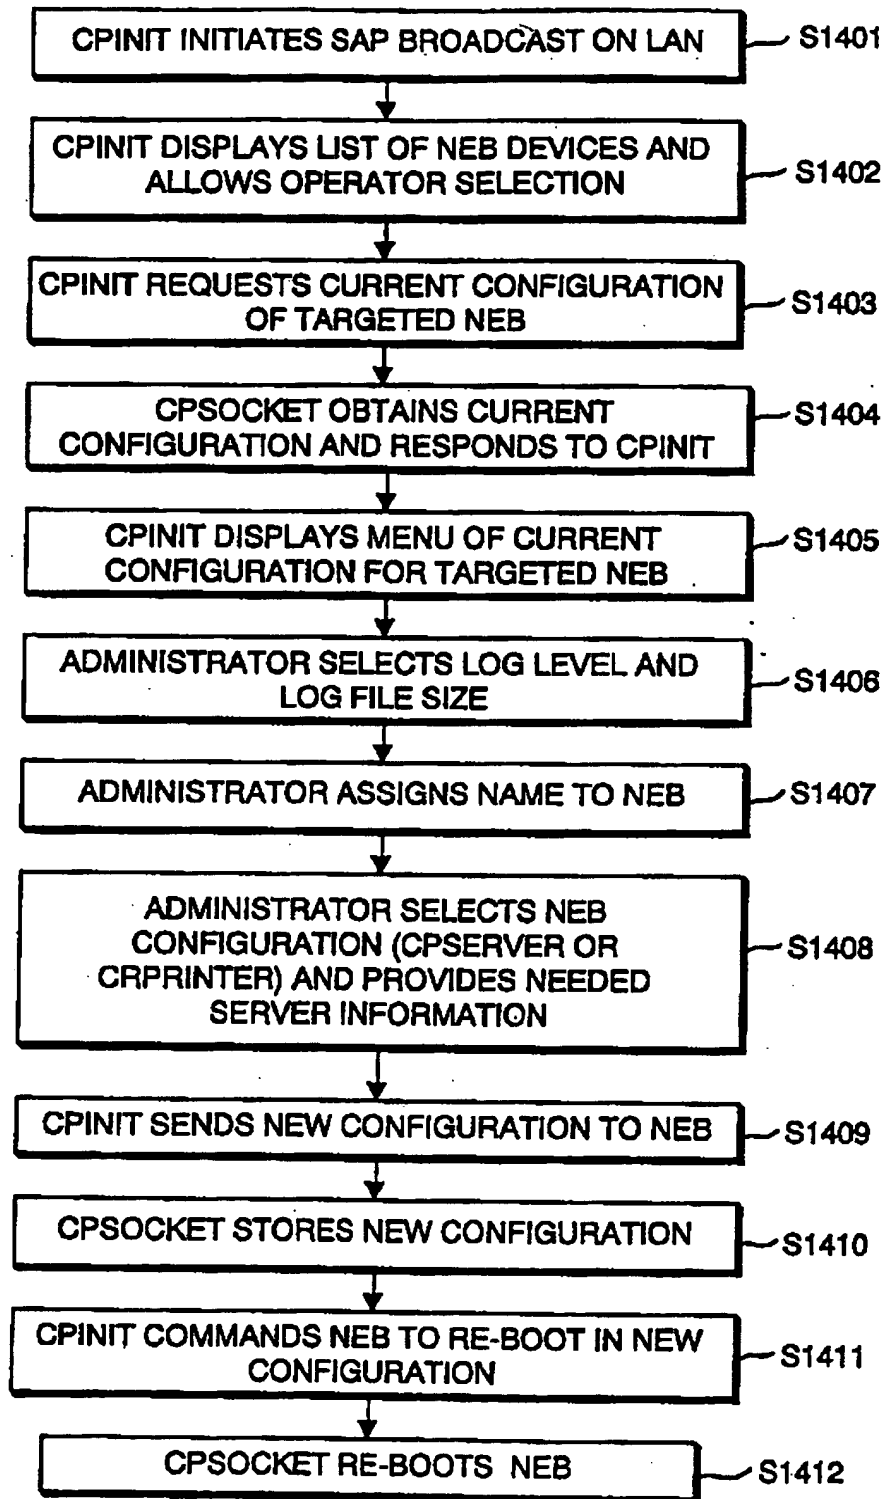 CPINIT INITIATES SAP BROADCAST ON LAN
S1401
CPINIT DISPLAYS LIST OF NEB DEVICES AND
ALLOWS OPERATOR SELECTION
S1402
CPINIT REQUESTS CURRENT CONFIGURATION
OF TARGETED NEB
S1403
CPSOCKET OBTAINS CURRENT
CONFIGURATION AND RESPONDS TO CPINIT
S1404
CPINIT DISPLAYS MENU OF CURRENT
CONFIGURATION FOR TARGETED NEB
S1405
ADMINISTRATOR SELECTS LOG LEVEL AND
LOG FILE SIZE
S1406
ADMINISTRATOR ASSIGNS NAME TO NEB
S1407
ADMINISTRATOR SELECTS NEB
CONFIGURATION (CPSERVER OR
CRPRINTER) AND PROVIDES NEEDED
SERVER INFORMATION
S1408
CPINIT SENDS NEW CONFIGURATION TO NEB
S1409
CPSOCKET STORES NEW CONFIGURATION
S1410
CPINIT COMMANDS NEB TO RE-BOOT IN NEW
CONFIGURATION
S1411
CPSOCKET RE-BOOTS NEB
S1412